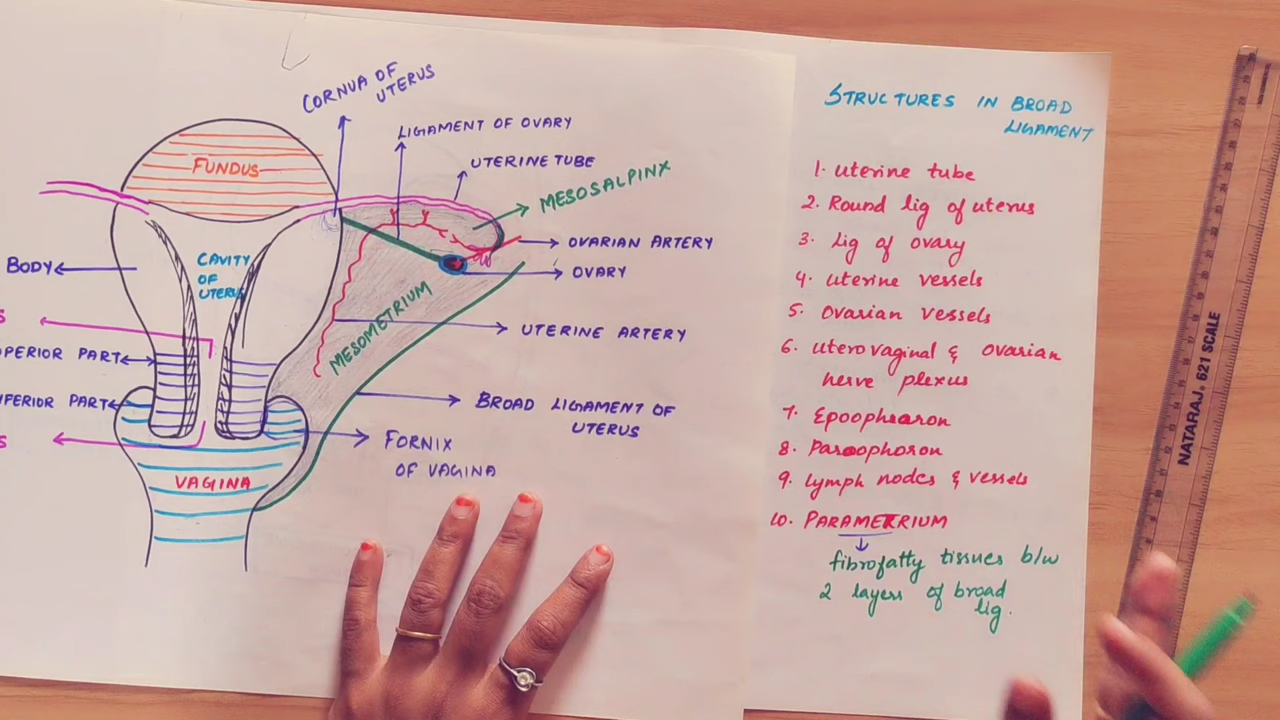 CORNUA OF
UTERUS
LIGAMENT OF OVARY
UTERINE TUBE
MESOSALPINX
FUNDUS
OVARIAN ARTERY
BODY
CAVITY
OF
UTERUS
OVARY
MESOMETRIUM
UTERINE ARTERY
S
PERIOR PART
FERIOR PART
BROAD LIGAMENT OF
UTERUS
S
FORNIX
OF VAGINA
VAGINA
STRUCTURES IN BROAD
LIGAMENT
1. Uterine tube
2. Round lig of uterus
3. Lig of ovary
4. Uterine vessels
5. Ovarian vessels
6. Uterovaginal & Ovarian
nerve plexus
7. Epoophoron
8. Paroophoron
9. Lymph nodes & vessels
10. PARAMETRIUM
fibrofatty tissues b/w
2 layers of broad
lig.
NATARAJ 621 SCALE